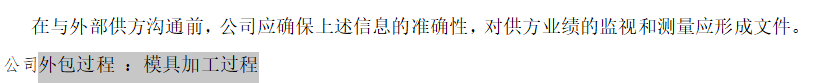 在与外部供方沟通前，公司应确保上述信息的准确性，对供方业绩的监视和测量应形成文件。
公司外包过程 ：模具加工过程